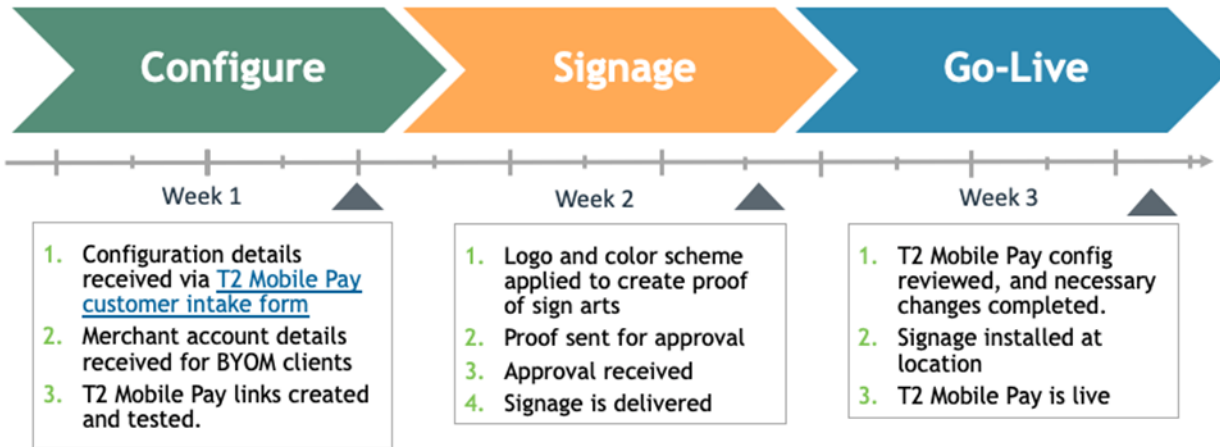 Configure
Signage
Go-Live
Week 1
Week 2
Week 3
1. Configuration details
received via T2 Mobile Pay
customer intake form
2. Merchant account details
received for BYOM clients
3. T2 Mobile Pay links created
and tested.
1. Logo and color scheme
applied to create proof
of sign arts
2. Proof sent for approval
3. Approval received
4. Signage is delivered
1. T2 Mobile Pay config
reviewed, and necessary
changes completed.
2. Signage installed at
location
3. T2 Mobile Pay is live